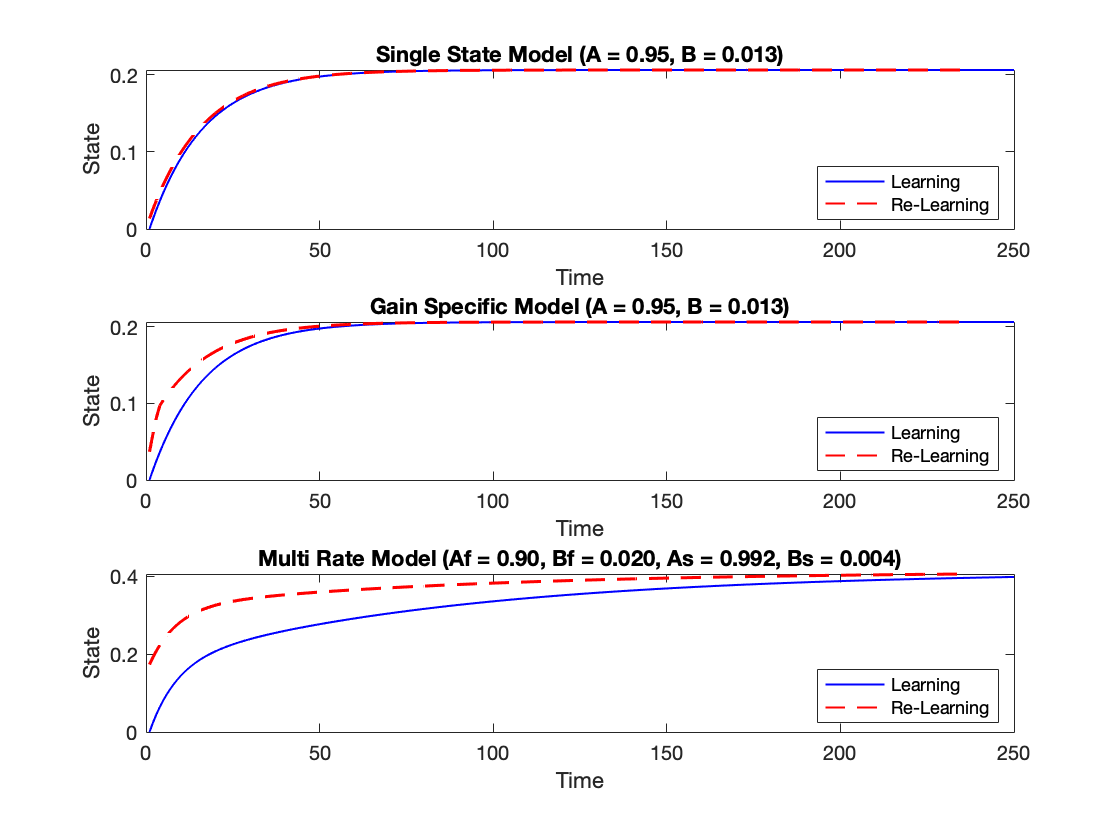 Single State Model (A = 0.95, B = 0.013)
0.2
0.1
0
State
0 50 100 150 200 250
Time
Learning
Re-Learning
Gain Specific Model (A = 0.95, B = 0.013)
0.2
0.1
0
State
0 50 100 150 200 250
Time
Learning
Re-Learning
Multi Rate Model (Af = 0.90, Bf = 0.020, As = 0.992, Bs = 0.004)
0.4
0.2
0
State
0 50 100 150 200 250
Time
Learning
Re-Learning